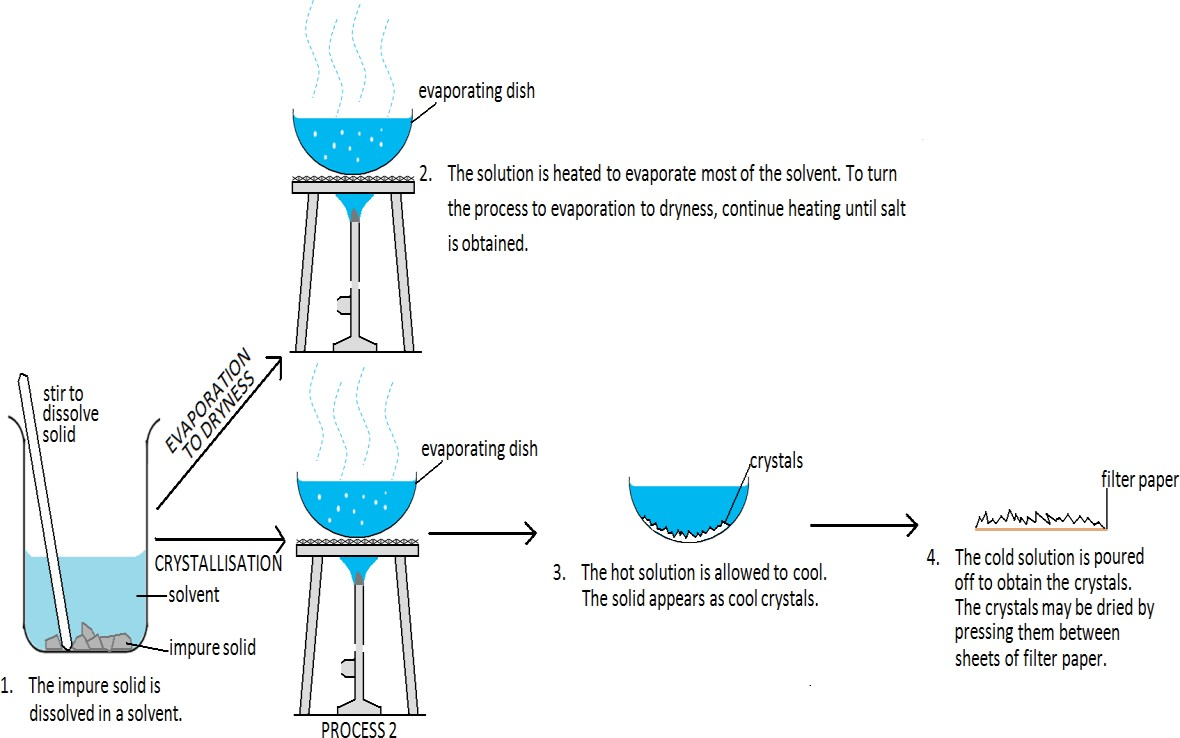 evaporating dish
2. The solution is heated to evaporate most of the solvent. To turn
the process to evaporation to dryness, continue heating until salt
is obtained.
EVAPORATION
TO DRYNESS
stir to
dissolve
solid
evaporating dish
crystals
filter paper
CRYSTALLISATION
solvent
impure solid
1. The impure solid is
dissolved in a solvent.
PROCESS 2
3. The hot solution is allowed to cool.
The solid appears as cool crystals.
4. The cold solution is poured
off to obtain the crystals.
The crystals may be dried by
pressing them between
sheets of filter paper.